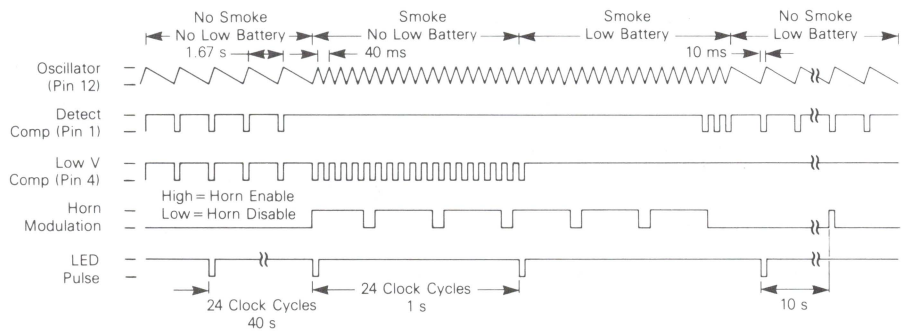 No Smoke
No Low Battery
Smoke
No Low Battery
Smoke
Low Battery
No Smoke
Low Battery
1.67 s
40 ms
10 ms
Oscillator
(Pin 12)
Detect
Comp (Pin 1)
Low V
Comp (Pin 4)
High = Horn Enable
Low = Horn Disable
Horn
Modulation
LED
Pulse
24 Clock Cycles
40 s
24 Clock Cycles
1 s
10 s